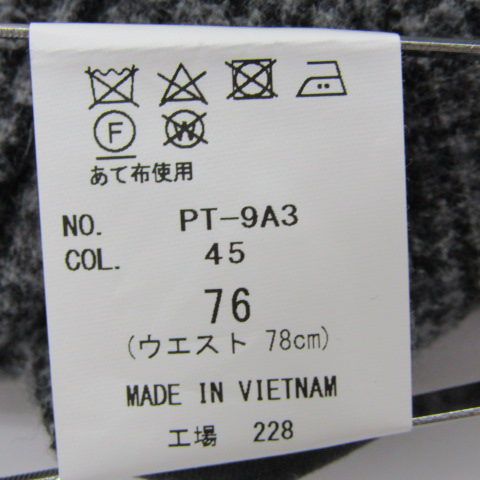 F W
あて布使用
NO. PT-9A3
COL. 45
76
(ウエスト 78cm)
MADE IN VIETNAM
工場 228